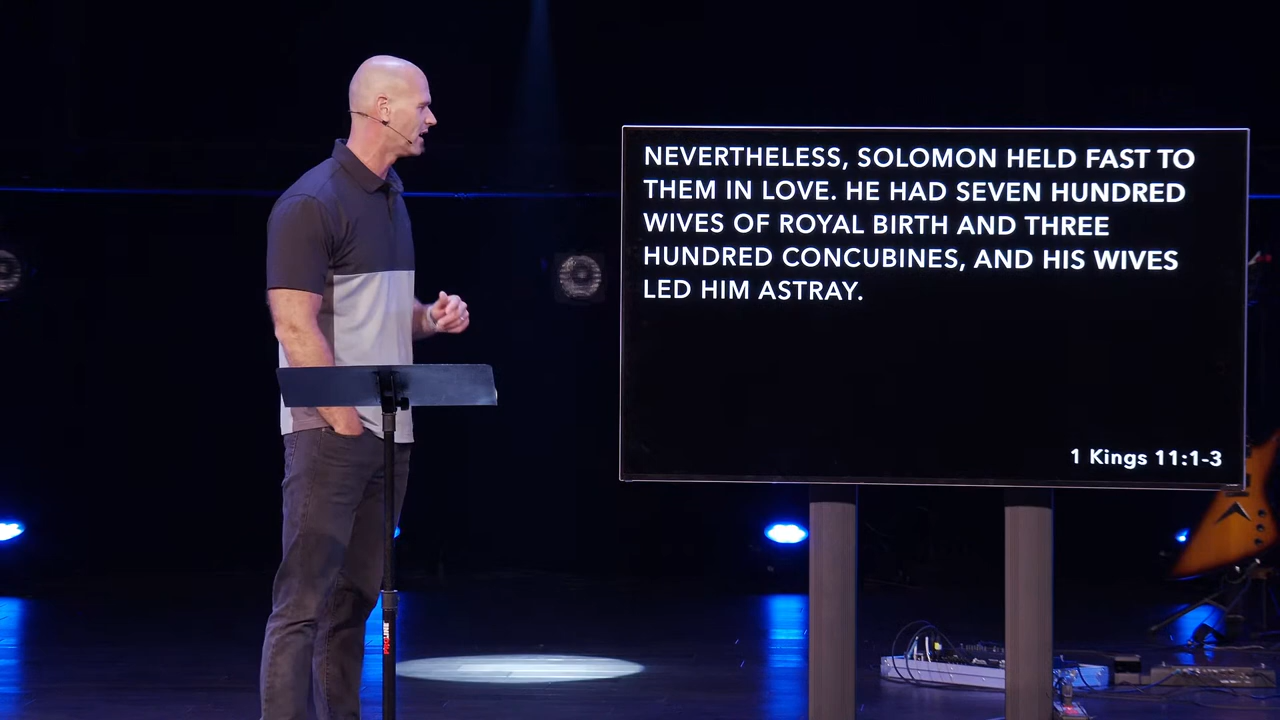 NEVERTHELESS, SOLOMON HELD FAST TO
THEM IN LOVE. HE HAD SEVEN HUNDRED
WIVES OF ROYAL BIRTH AND THREE
HUNDRED CONCUBINES, AND HIS WIVES
LED HIM ASTRAY.
1 Kings 11:1-3